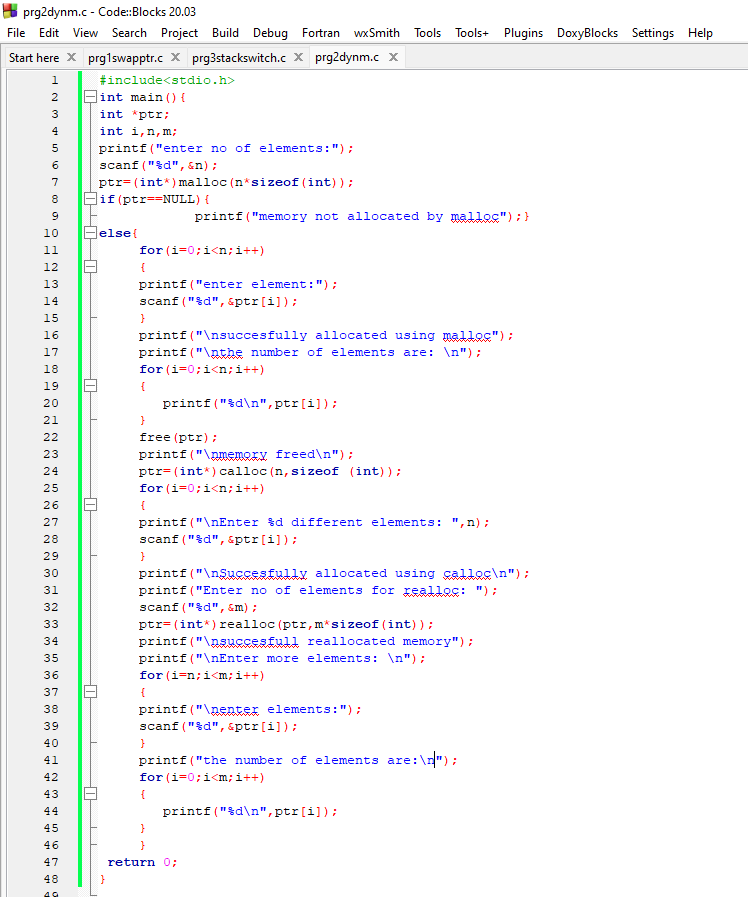 prg2dynm.c - Code::Blocks 20.03
File Edit View Search Project Build Debug Fortran wxSmith Tools Tools+ Plugins DoxyBlocks Settings Help
Start here prg1swapptr.c prg3stackswitch.c prg2dynm.c
1 #include<stdio.h>
2 int main(){
3 int *ptr;
4 int i,n,m;
5 printf("enter no of elements:");
6 scanf("%d",&n);
7 ptr=(int*)malloc(n*sizeof(int));
8 if(ptr==NULL){
9 printf("memory not allocated by malloc");}
10 else{
11 for(i=0;i<n;i++)
12 {
13 printf("enter element:");
14 scanf("%d",&ptr[i]);
15 }
16 printf("\nsuccesfully allocated using malloc");
17 printf("\nthe number of elements are: \n");
18 for(i=0;i<n;i++)
19 {
20 printf("%d\n",ptr[i]);
21 }
22 free(ptr);
23 printf("\nmemory freed\n");
24 ptr=(int*)calloc(n,sizeof (int));
25 for(i=0;i<n;i++)
26 {
27 printf("\nEnter %d different elements: ",n);
28 scanf("%d",&ptr[i]);
29 }
30 printf("\nSuccesfully allocated using calloc\n");
31 printf("Enter no of elements for realloc: ");
32 scanf("%d",&m);
33 ptr=(int*)realloc(ptr,m*sizeof(int));
34 printf("\nsuccesfull reallocated memory");
35 printf("\nEnter more elements: \n");
36 for(i=n;i<m;i++)
37 {
38 printf("\nenter elements:");
39 scanf("%d",&ptr[i]);
40 }
41 printf("the number of elements are:\n");
42 for(i=0;i<m;i++)
43 {
44 printf("%d\n",ptr[i]);
45 }
46 }
47 return 0;
48 }
49